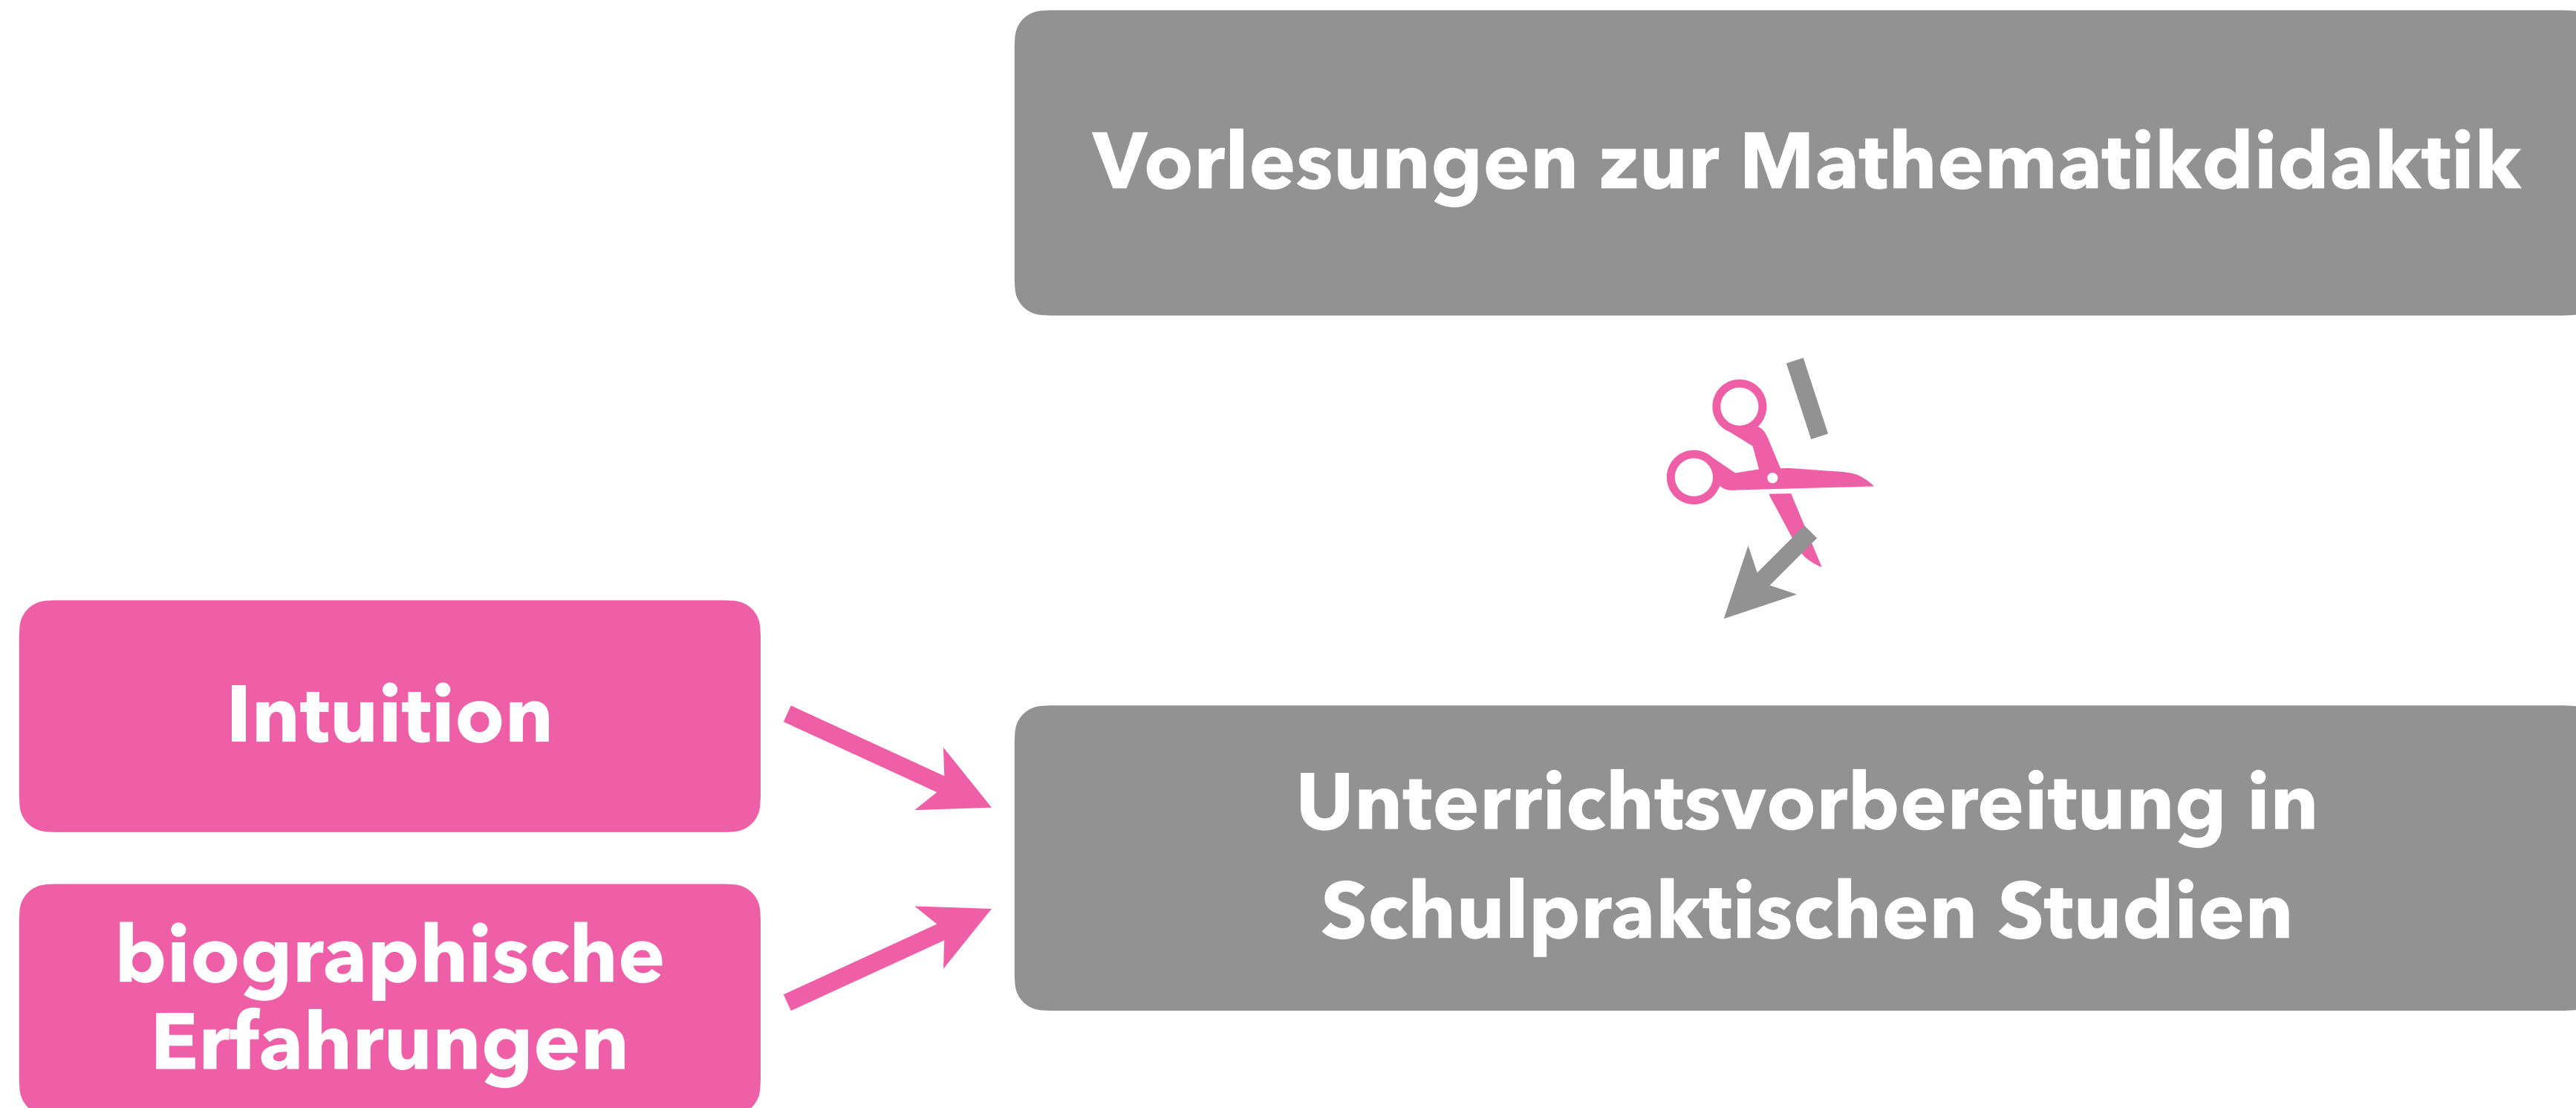 Vorlesungen zur Mathematikdidaktik
Intuition
biographische
Erfahrungen
Unterrichtsvorbereitung in
Schulpraktischen Studien